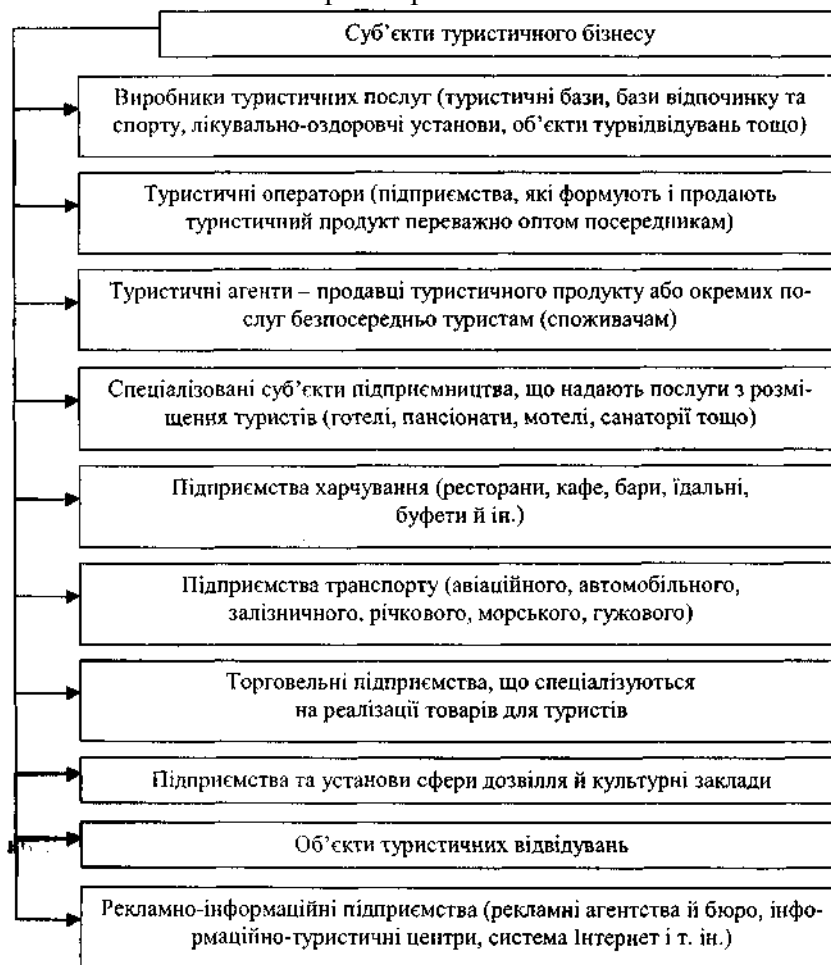 Суб’єкти туристичного бізнесу
Виробники туристичних послуг (туристичні бази, бази відпочинку та
спорту, лікувально-оздоровчі установи, об’єкти турвідвідувань тощо)
Туристичні оператори (підприємства, які формують і продають
туристичний продукт переважно оптом посередникам)
Туристичні агенти – продавці туристичного продукту або окремих по-
слуг безпосередньо туристам (споживачам)
Спеціалізовані суб’єкти підприємництва, що надають послуги з розмі-
щення туристів (готелі, пансіонати, мотелі, санаторії тощо)
Підприємства харчування (ресторани, кафе, бари, їдальні,
буфети й ін.)
Підприємства транспорту (авіаційного, автомобільного,
залізничного, річкового, морського, гужового)
Торговельні підприємства, що спеціалізуються
на реалізації товарів для туристів
Підприємства та установи сфери дозвілля й культурні заклади
Об’єкти туристичних відвідувань
Рекламно-інформаційні підприємства (рекламні агентства й бюро, інфо-
рмаційно-туристичні центри, система Інтернет і т. ін.)